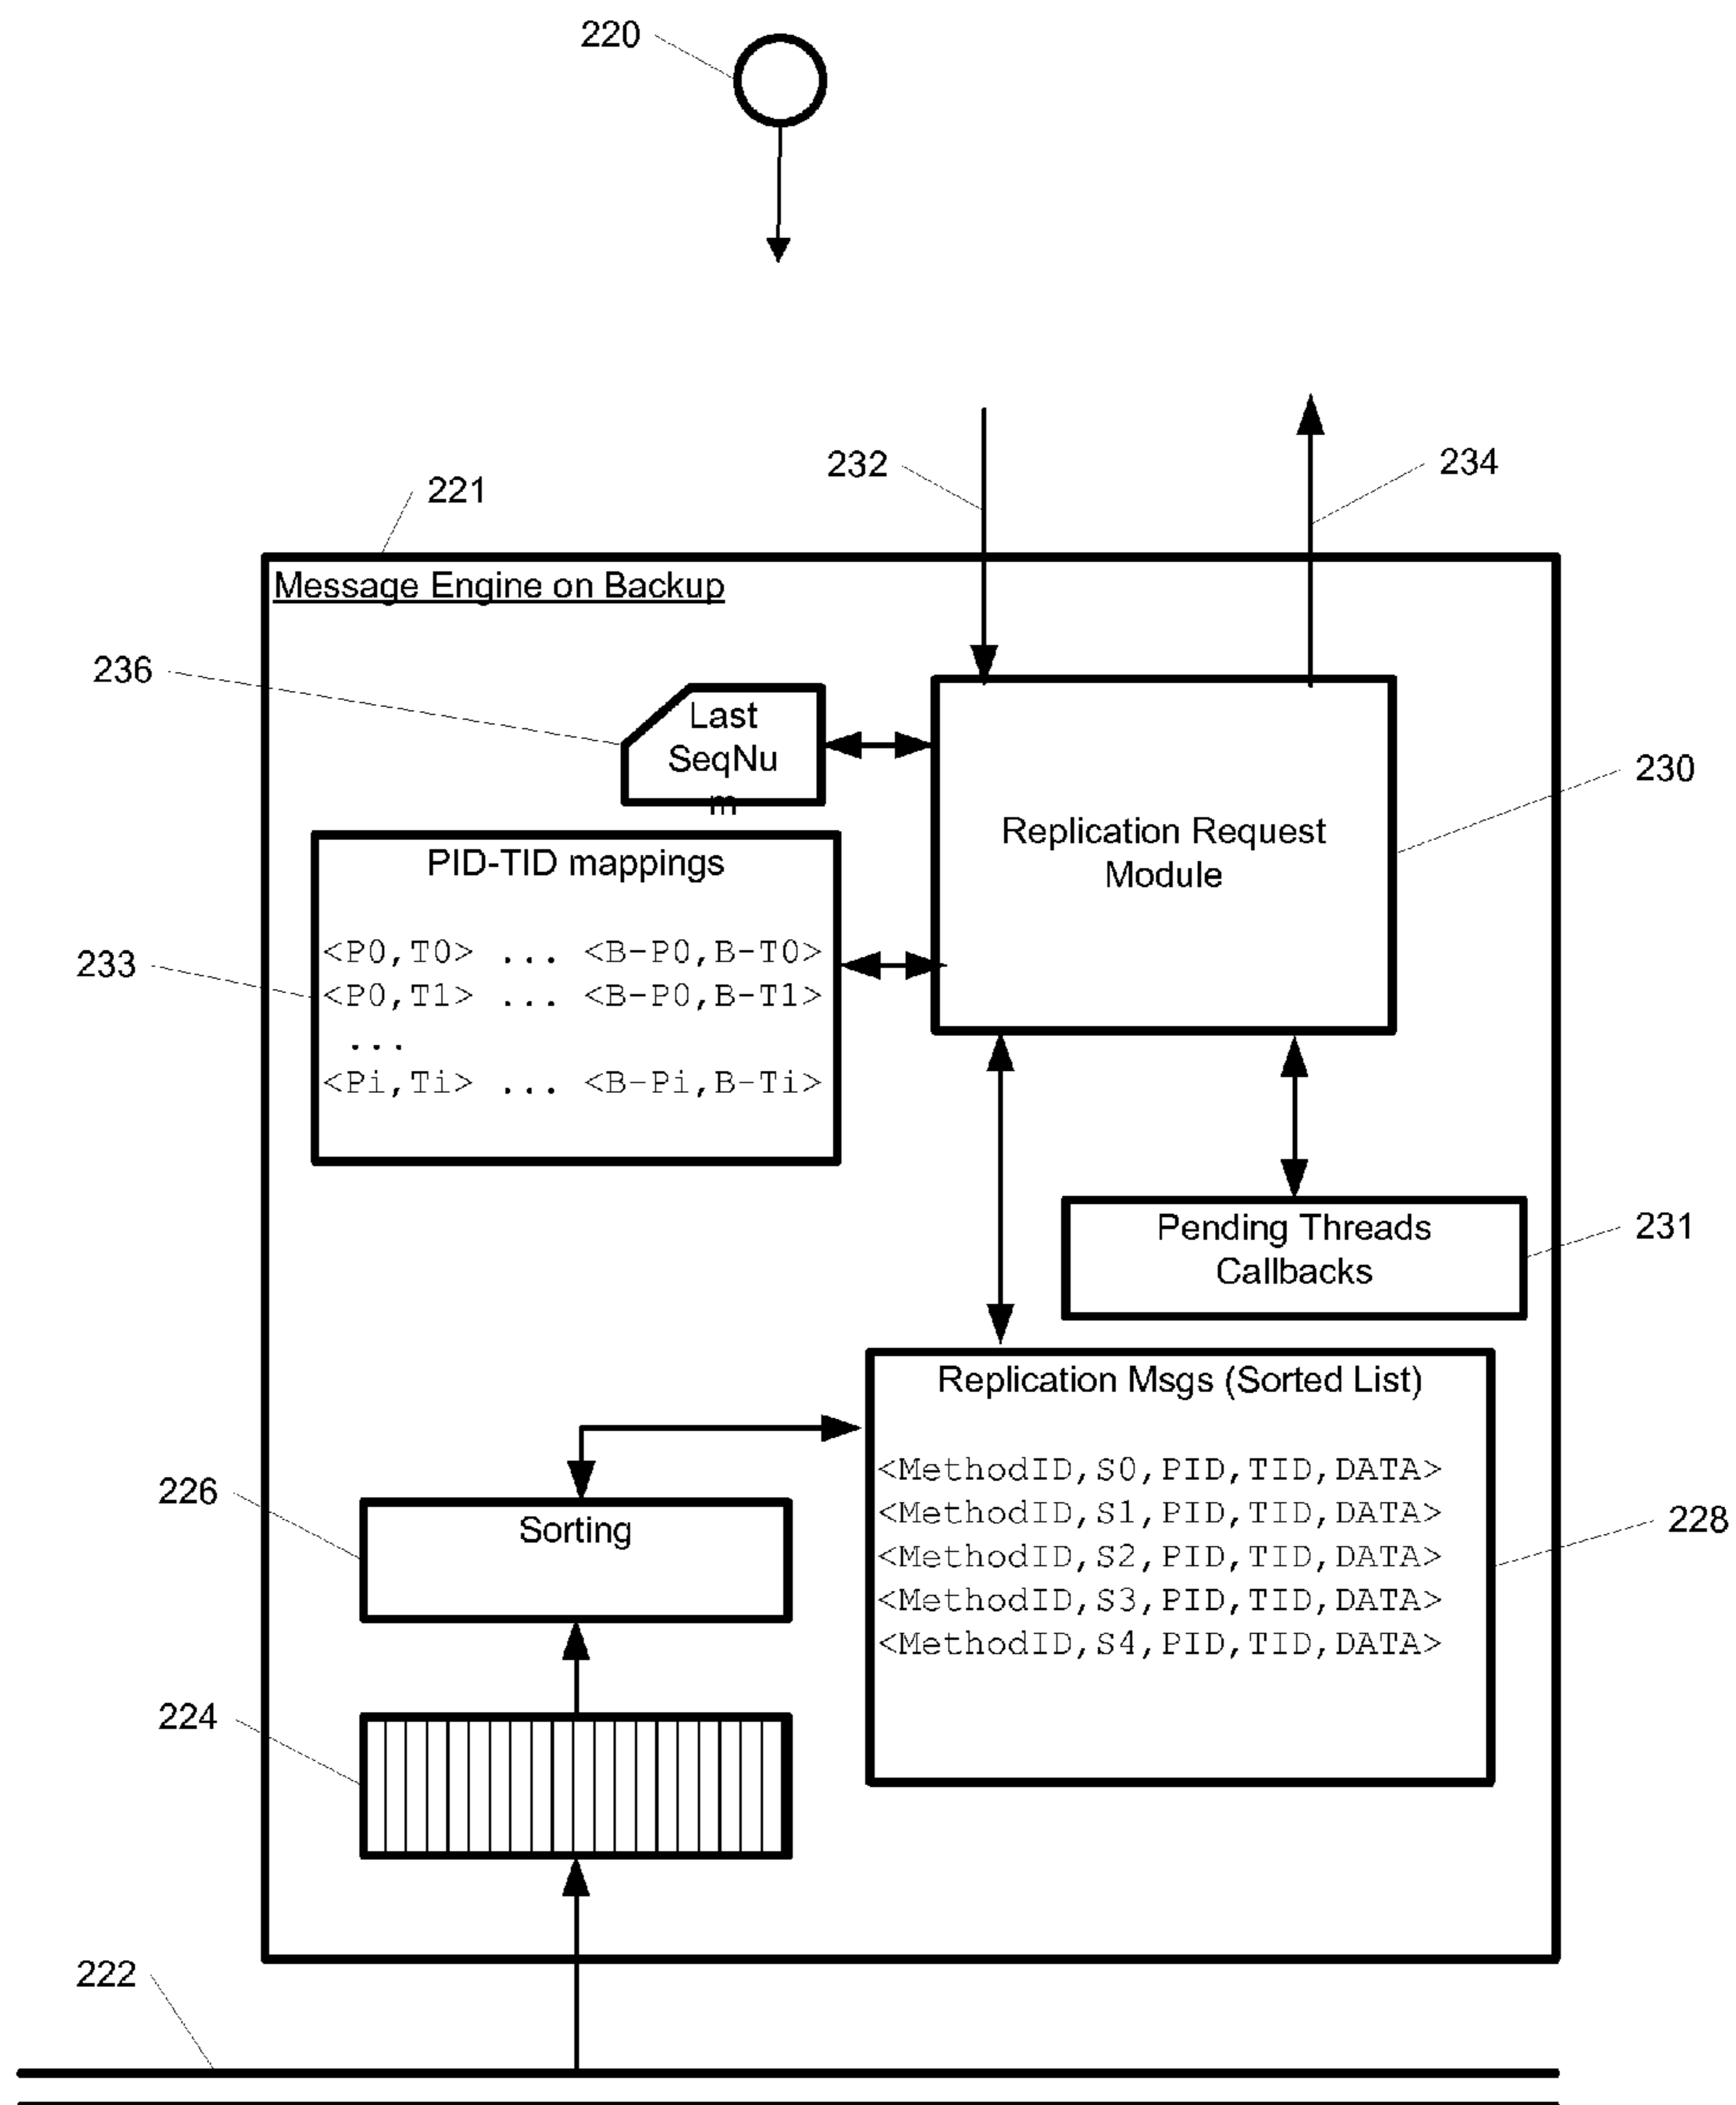 220
232
234
221
Message Engine on Backup
236
Last
SeqNu
m
230
Replication Request
Module
PID-TID mappings
233
<P0,T0> ... <B-P0,B-T0>
<P0,T1> ... <B-P0,B-T1>
...
<Pi,Ti> ... <B-Pi,B-Ti>
Pending Threads
Callbacks
231
Replication Msgs (Sorted List)
<MethodID,S0,PID,TID,DATA>
<MethodID,S1,PID,TID,DATA>
<MethodID,S2,PID,TID,DATA>
<MethodID,S3,PID,TID,DATA>
<MethodID,S4,PID,TID,DATA>
228
226
Sorting
224
222